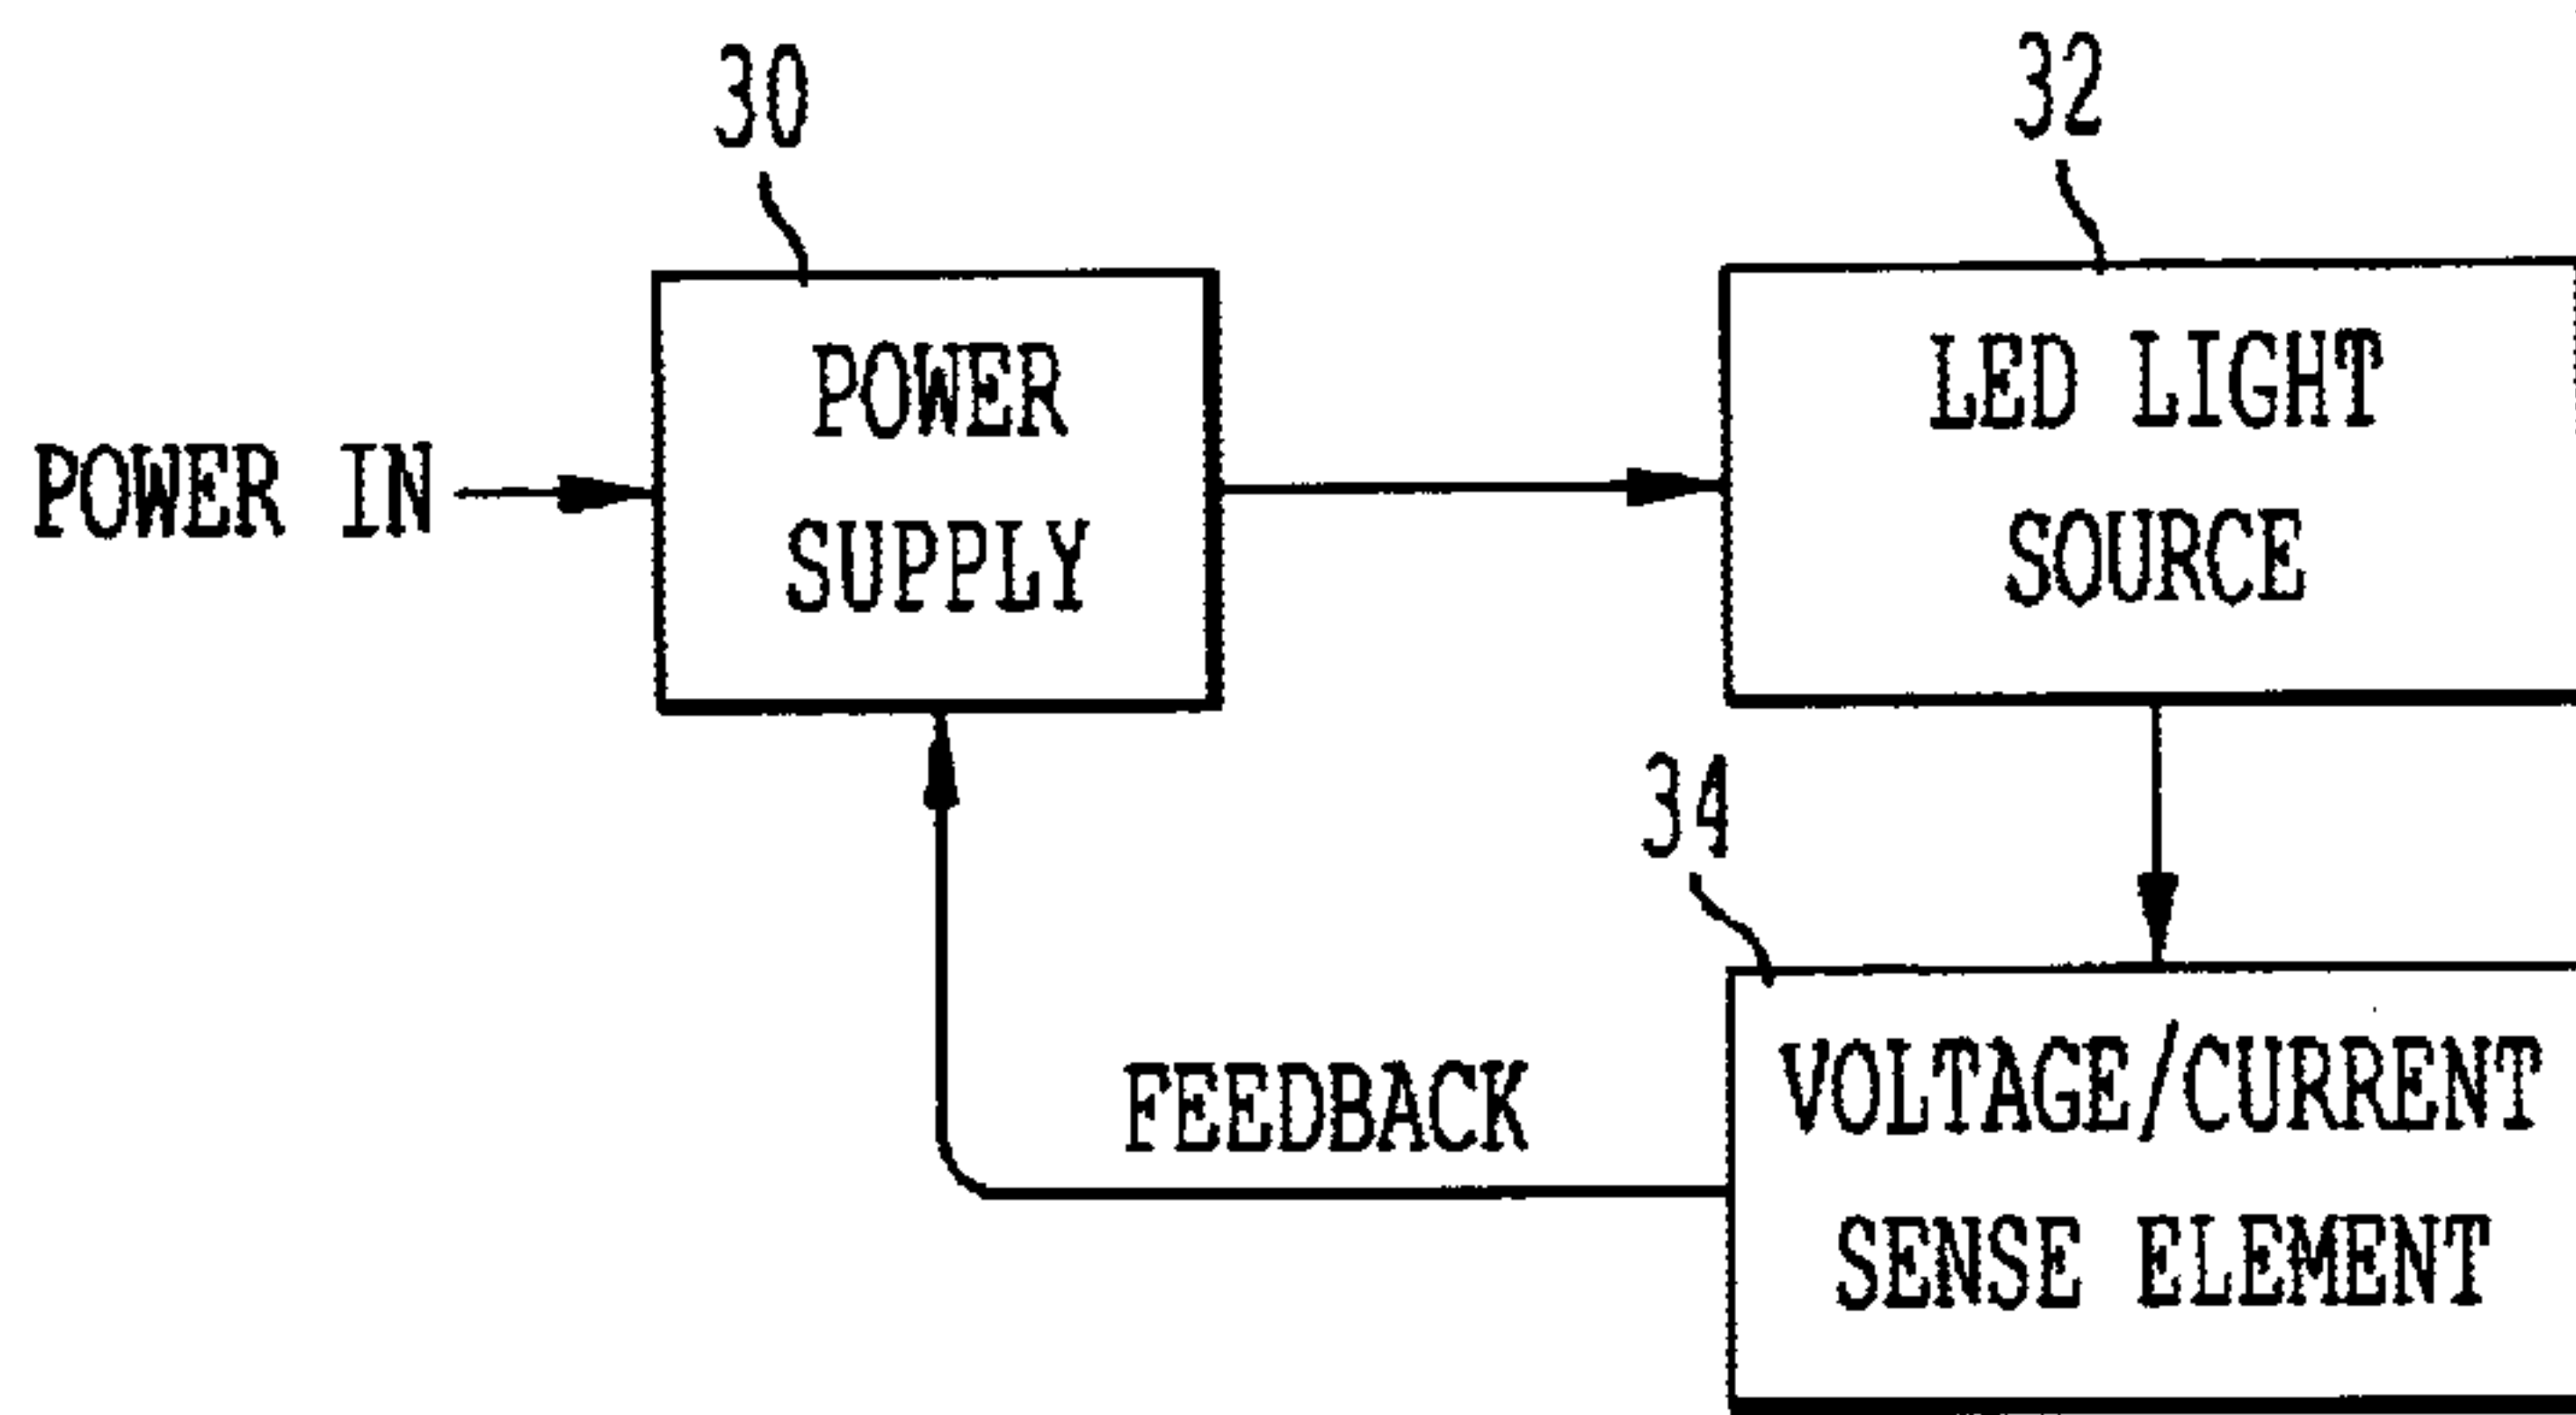 30
32
POWER IN
POWER
SUPPLY
LED LIGHT
SOURCE
34
FEEDBACK
VOLTAGE/CURRENT
SENSE ELEMENT